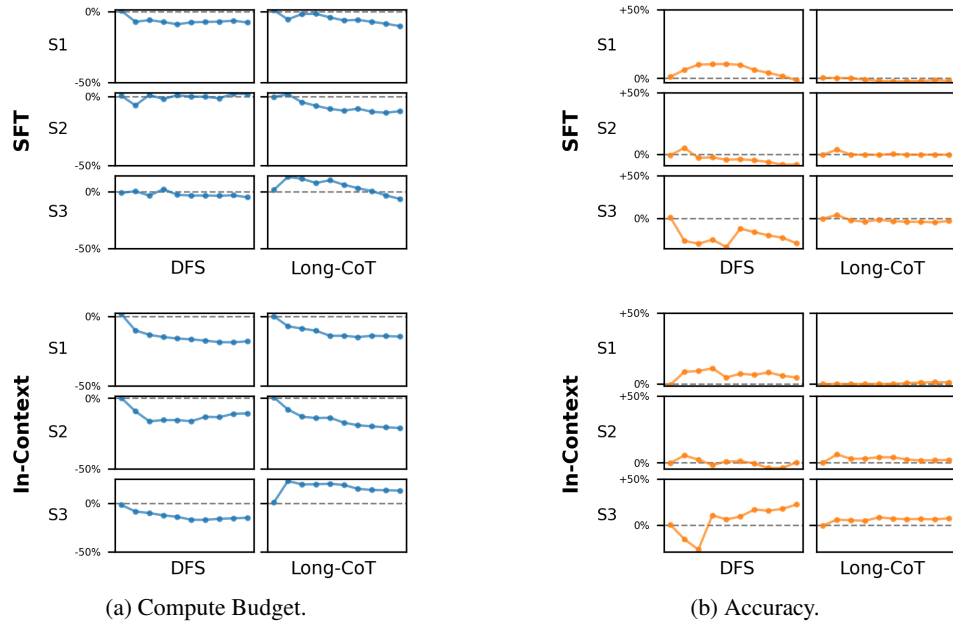 0%
S1
-50%
0%
SFT
S2
-50%
0%
S3
-50%
DFS
Long-CoT
0%
S1
-50%
0%
In-Context
S2
-50%
0%
S3
-50%
DFS
Long-CoT
(a) Compute Budget.
+50%
S1
0%
+50%
SFT
S2
0%
+50%
S3
0%
DFS
Long-CoT
+50%
S1
0%
+50%
In-Context
S2
0%
+50%
S3
0%
DFS
Long-CoT
(b) Accuracy.